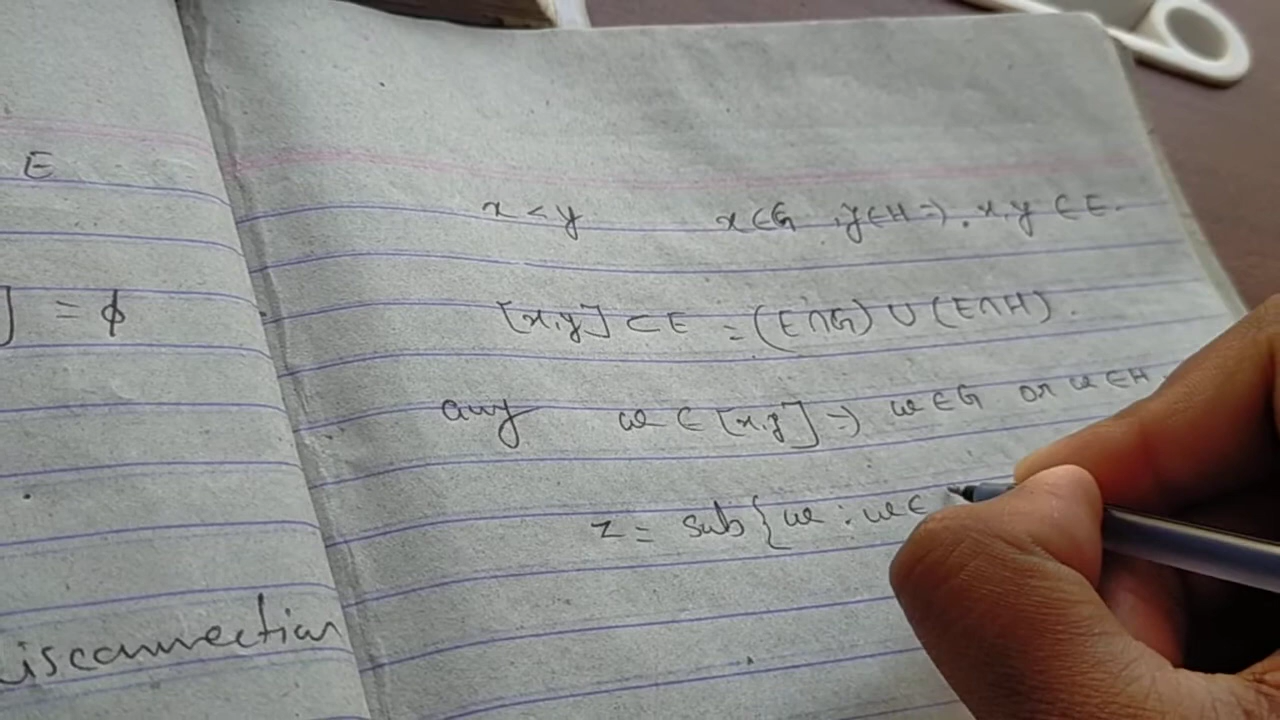 E
] = ϕ
isconnection
x < y x ∈ G , y ∈ H ⇒ . x, y ∈ E .
[x, y] ⊂ E = (E ∩ G) ∪ (E ∩ H) .
any w ∈ [x, y] ⇒ w ∈ G or w ∈ H .
z = sub { w : w ∈